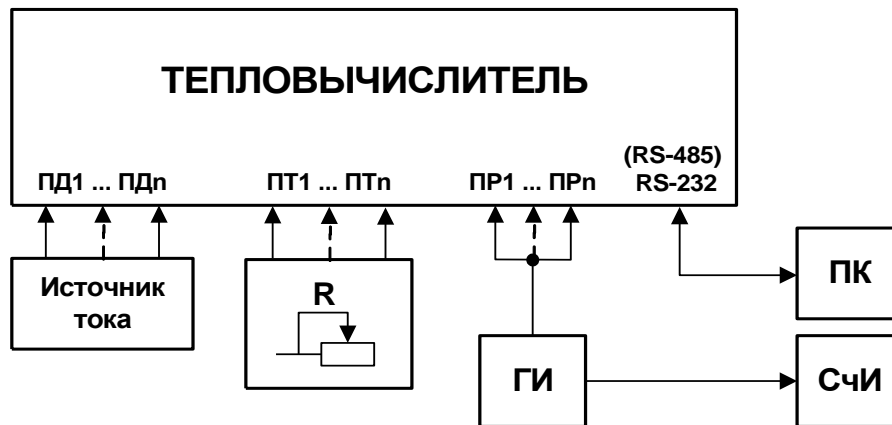 ТЕПЛОВЫЧИСЛИТЕЛЬ
(RS-485)
ПД1 ... ПДn ПТ1 ... ПТn ПР1 ... ПРn RS-232
Источник
тока
R
ПК
ГИ
СчИ